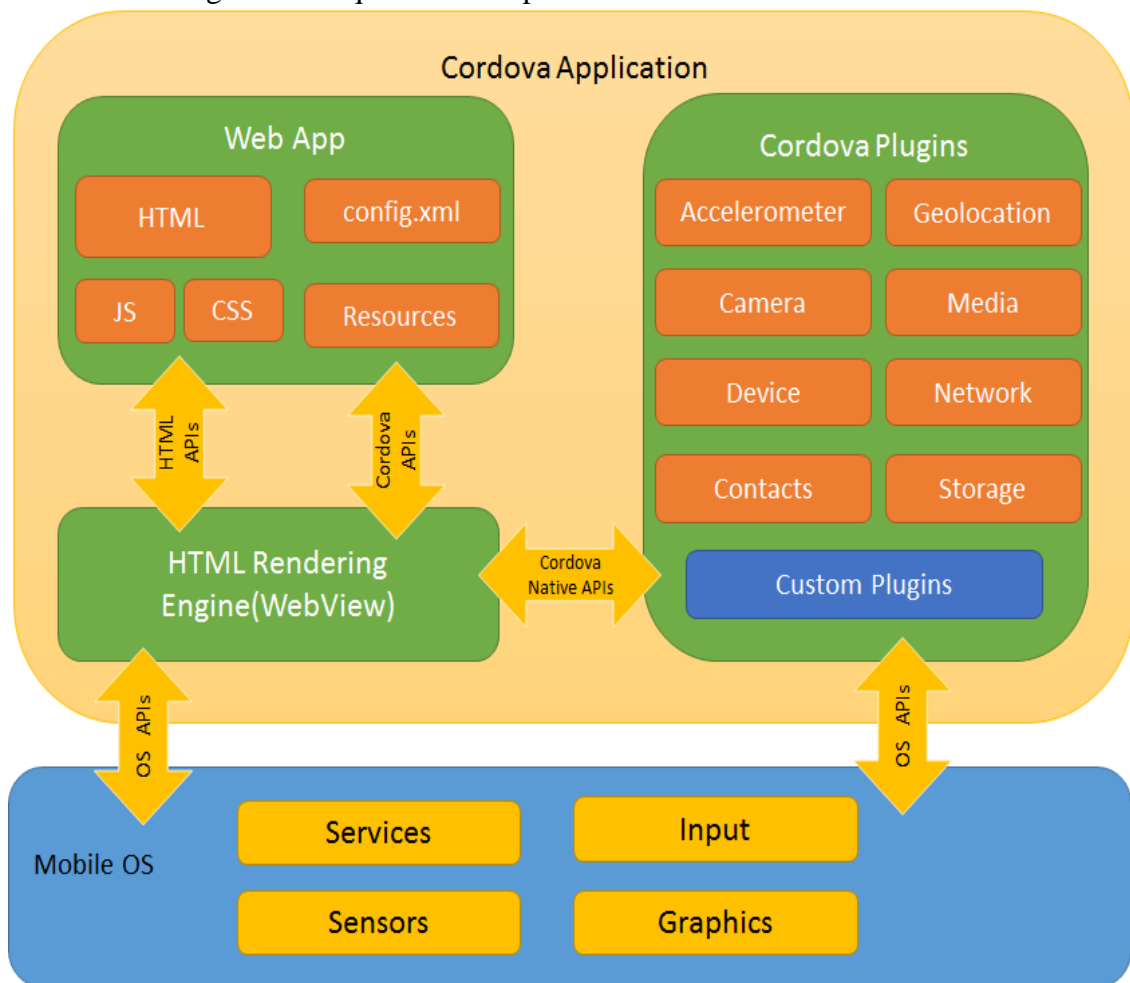 Cordova Application
Web App
HTML
config.xml
JS
CSS
Resources
HTML
APIs
Cordova
APIs
HTML Rendering
Engine(WebView)
Cordova
Native APIs
Cordova Plugins
Accelerometer
Geolocation
Camera
Media
Device
Network
Contacts
Storage
Custom Plugins
OS APIs
OS APIs
Mobile OS
Services
Input
Sensors
Graphics